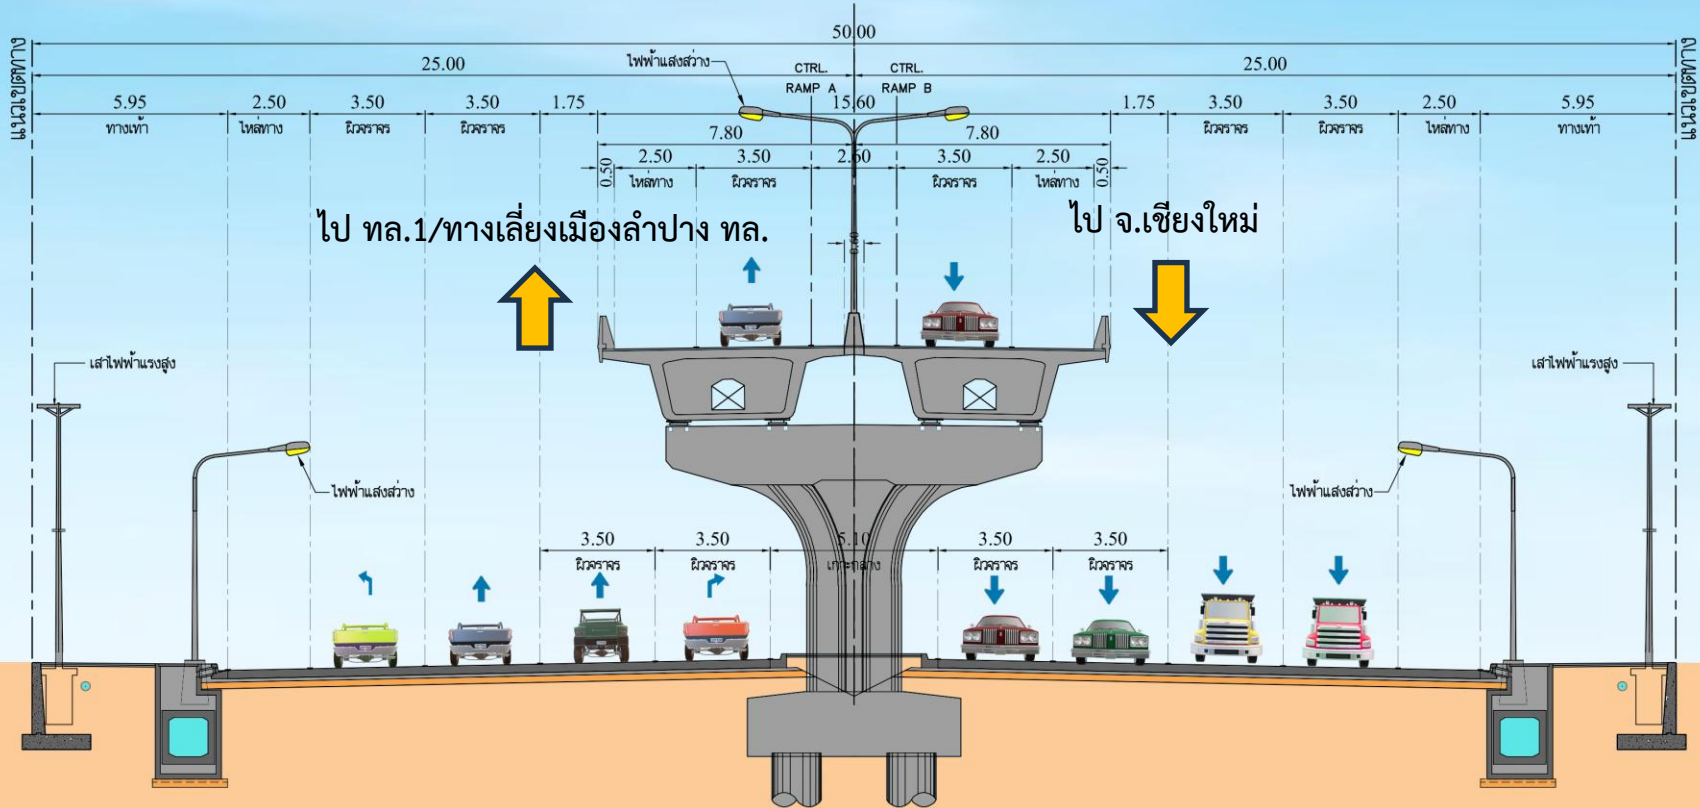 50.00
25.00
25.00
แนวเขตทาง
แนวเขตทาง
ไฟฟ้าแสงสว่าง
CTRL.
RAMP A
CTRL.
RAMP B
5.95
2.50
3.50
3.50
1.75
15.60
1.75
3.50
3.50
2.50
5.95
ทางเท้า
ไหล่ทาง
ผิวจราจร
ผิวจราจร
ผิวจราจร
ผิวจราจร
ไหล่ทาง
ทางเท้า
7.80
7.80
0.50
2.50
3.50
2.60
3.50
2.50
0.50
ไหล่ทาง
ผิวจราจร
ผิวจราจร
ไหล่ทาง
ไป ทล.1/ทางเลี่ยงเมืองลำปาง ทล.
ไป จ.เชียงใหม่
เสาไฟฟ้าแรงสูง
เสาไฟฟ้าแรงสูง
ไฟฟ้าแสงสว่าง
ไฟฟ้าแสงสว่าง
3.50
3.50
5.10
3.50
3.50
ผิวจราจร
ผิวจราจร
เกาะกลาง
ผิวจราจร
ผิวจราจร